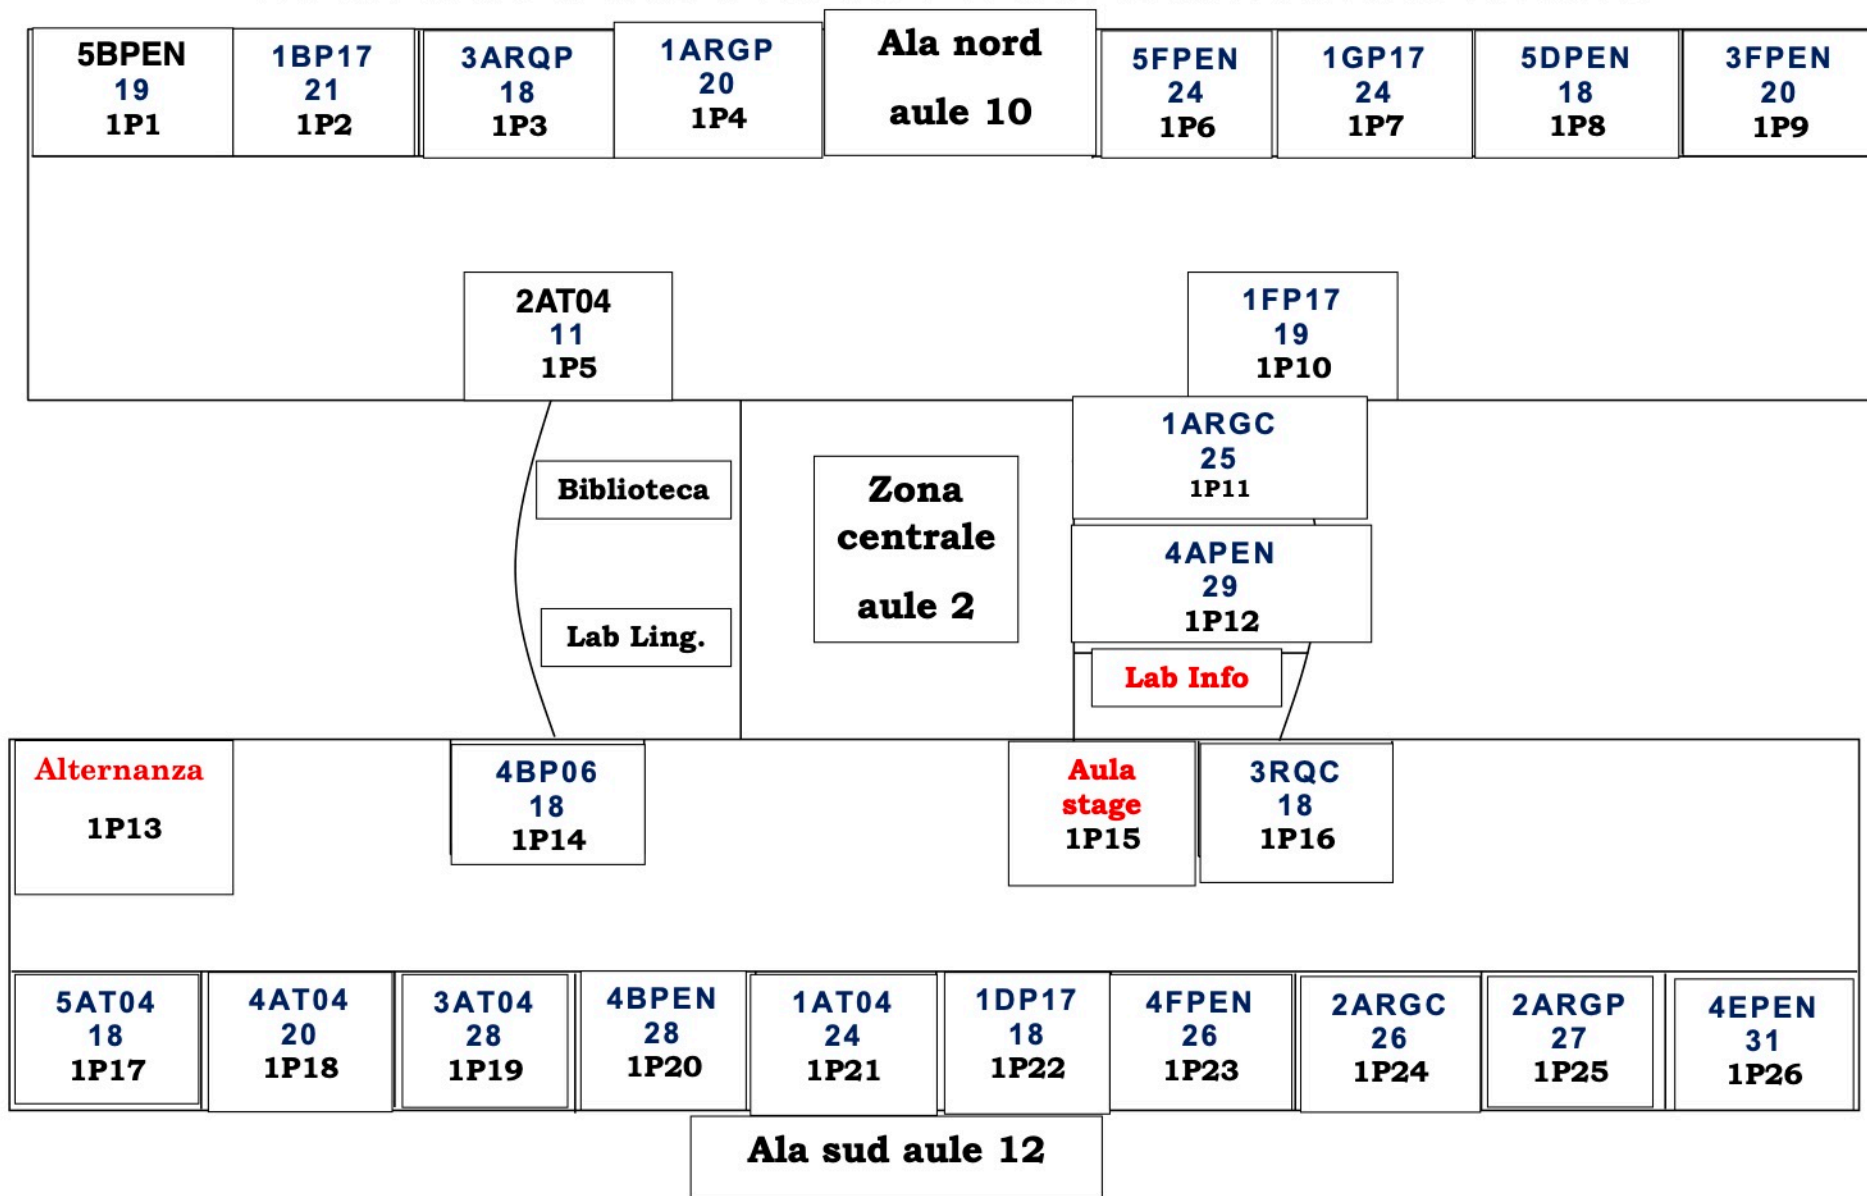 5BPEN
19
1P1
1BP17
21
1P2
3ARQP
18
1P3
1ARGP
20
1P4
Ala nord
aule 10
5FPEN
24
1P6
1GP17
24
1P7
5DPEN
18
1P8
3FPEN
20
1P9
2AT04
11
1P5
1FP17
19
1P10
Biblioteca
Lab Ling.
Zona
centrale
aule 2
1ARGC
25
1P11
4APEN
29
1P12
Lab Info
Alternanza
1P13
4BP06
18
1P14
Aula
stage
1P15
3RQC
18
1P16
5AT04
18
1P17
4AT04
20
1P18
3AT04
28
1P19
4BPEN
28
1P20
1AT04
24
1P21
1DP17
18
1P22
4FPEN
26
1P23
2ARGC
26
1P24
2ARGP
27
1P25
4EPEN
31
1P26
Ala sud aule 12